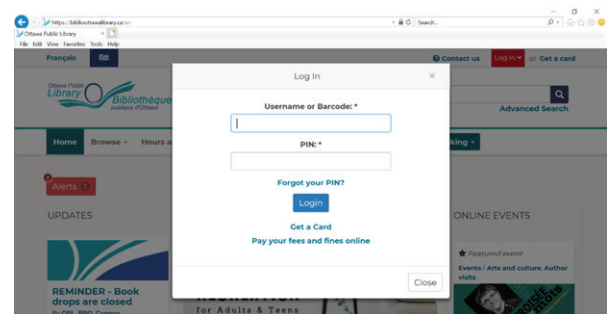 https://biblioottawalibrary.ca/en
Search...
Ottawa Public Library
File Edit View Favorites Tools Help
Français
Contact us
Log In
or Get a card
Ottawa Public
Library
Bibliothèque
publique d'Ottawa
Advanced Search
Home
Browse
Hours a
king
Log In
×
Username or Barcode: *
PIN: *
Forgot your PIN?
Login
Get a Card
Pay your fees and fines online
Close
Alerts
UPDATES
REMINDER - Book
drops are closed
for Adults & Teens
ONLINE EVENTS
Featured event
Events / Arts and culture, Author
visits